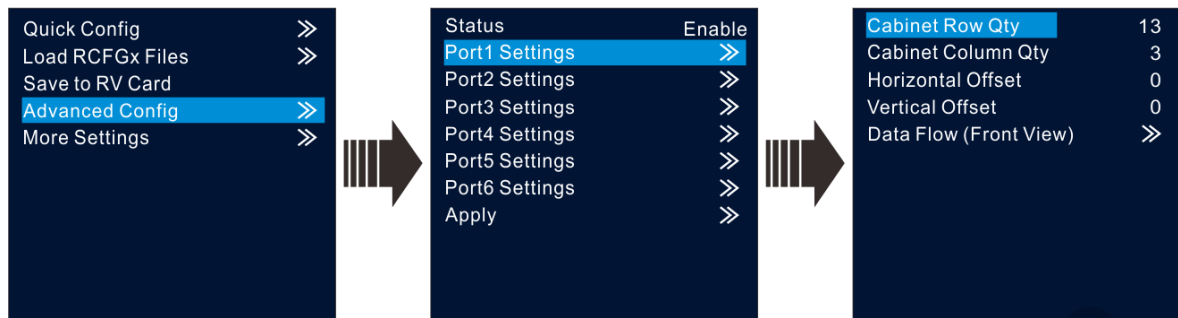 Quick Config
Load RCFGx Files
Save to RV Card
Advanced Config
More Settings
Status Enable
Port1 Settings
Port2 Settings
Port3 Settings
Port4 Settings
Port5 Settings
Port6 Settings
Apply
Cabinet Row Qty 13
Cabinet Column Qty 3
Horizontal Offset 0
Vertical Offset 0
Data Flow (Front View)